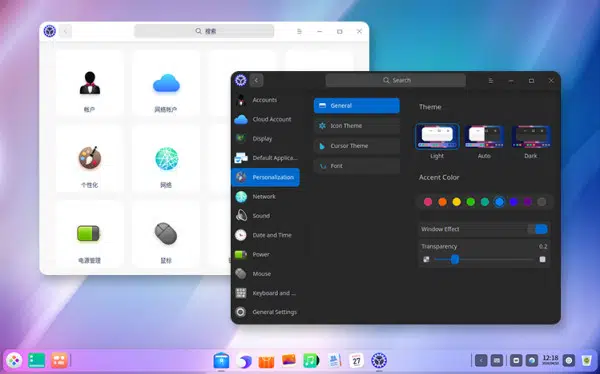 搜索
帐户
网络帐户
个性化
网络
电源管理
鼠标
Search
Accounts
Cloud Account
Display
Default Applica...
Personalization
Network
Sound
Date and Time
Power
Mouse
Keyboard and ...
General Settings
General
Icon Theme
Cursor Theme
Font
Theme
Light
Auto
Dark
Accent Color
Window Effect
Transparency
0.2
27
12:18